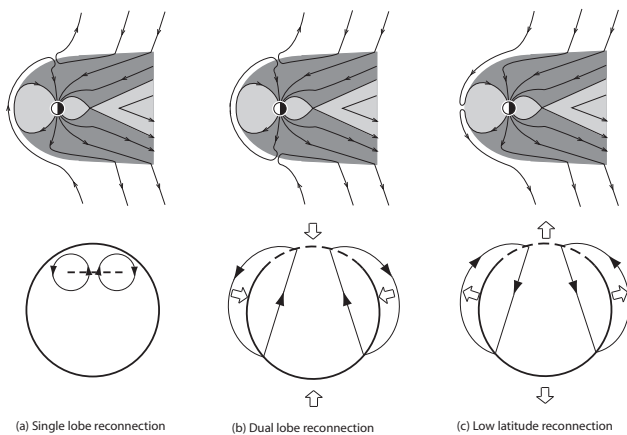 (a) Single lobe reconnection
(b) Dual lobe reconnection
(c) Low latitude reconnection